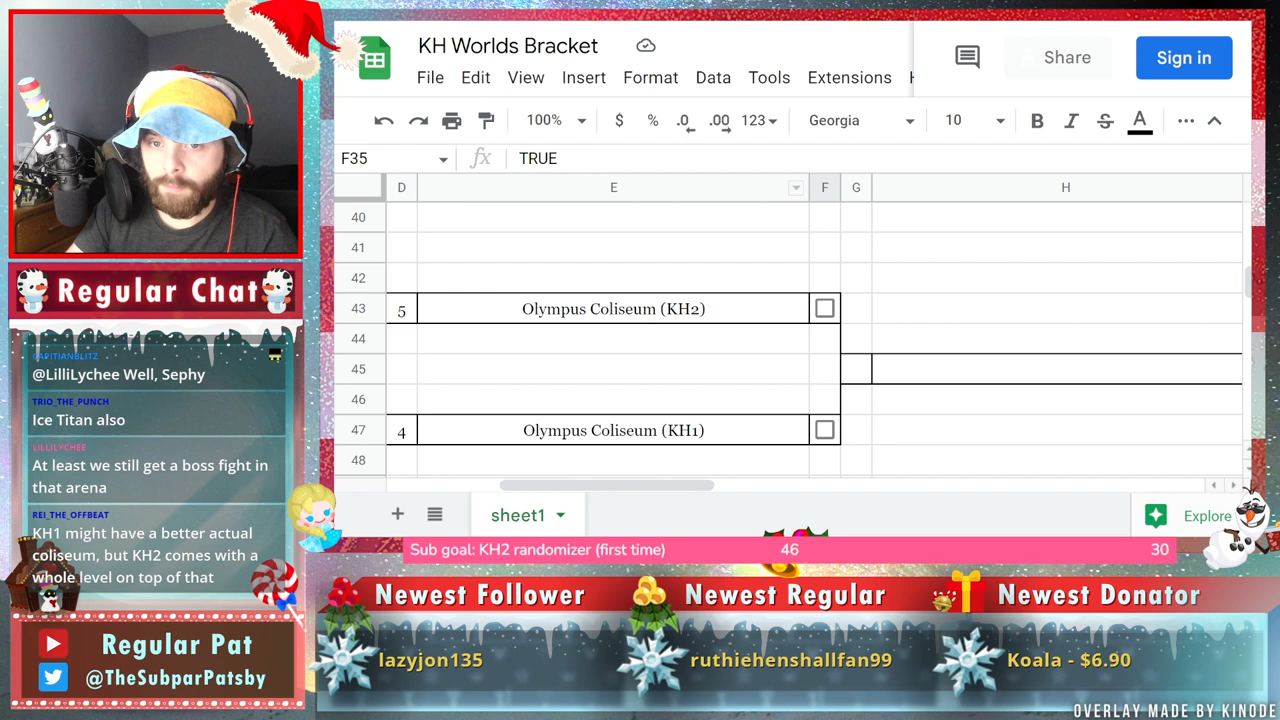 KH Worlds Bracket
File Edit View Insert Format Data Tools Extensions
Share
Sign in
100% $ % .0 .00 123 Georgia 10 B I S A
F35 fx TRUE
D E F G H
40
41
42
43 5 Olympus Coliseum (KH2)
44
45
46
47 4 Olympus Coliseum (KH1)
48
sheet1
Explore
Regular Chat
CAPITIANBLITZ
@LilliLychee Well, Sephy
TRIO_THE_PUNCH
Ice Titan also
LILLILYCHEE
At least we still get a boss fight in
that arena
REI_THE_OFFBEAT
KH1 might have a better actual
coliseum, but KH2 comes with a
whole level on top of that
Regular Pat
@TheSubparPatsby
Sub goal: KH2 randomizer (first time) 46 30
Newest Follower
lazyjon135
Newest Regular
ruthiehenshallfan99
Newest Donator
Koala - $6.90
OVERLAY MADE BY KINODE